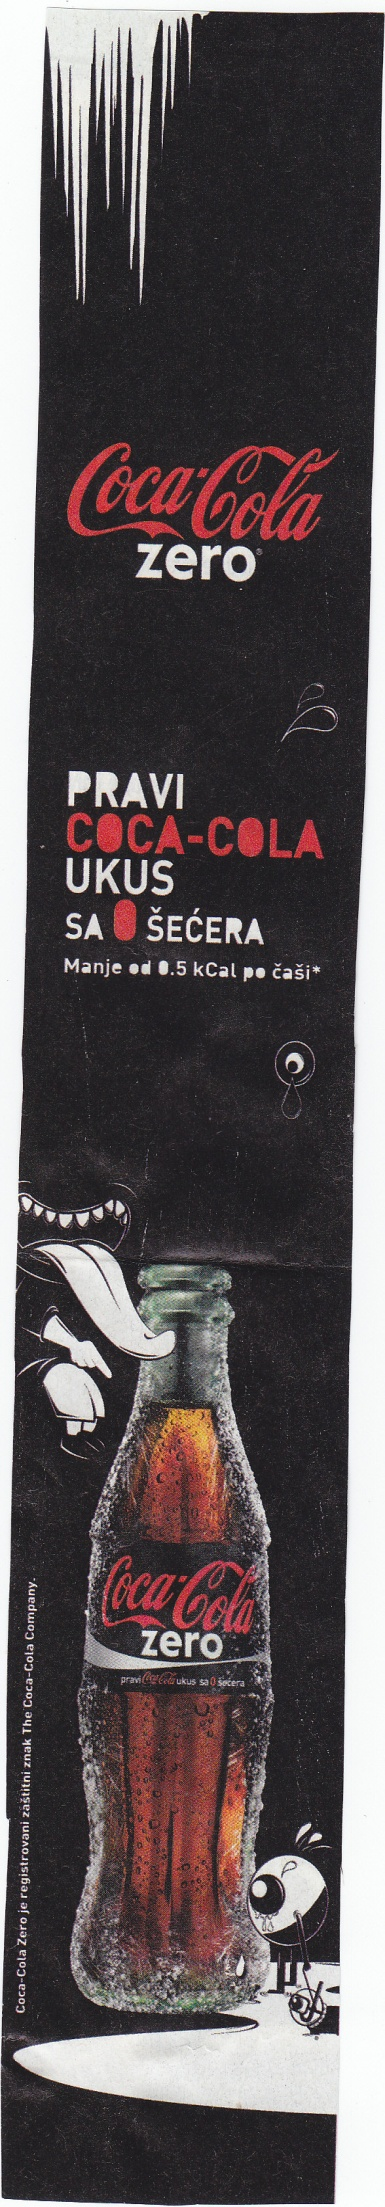 Coca-Cola
zero®
PRAVI
COCA-COLA
UKUS
SA 0 ŠEĆERA
Manje od 0.5 kCal po čaši*
Coca-Cola
zero
pravi Coca-Cola ukus sa 0 šećera
Coca-Cola Zero je registrovani zaštitni znak The Coca-Cola Company.